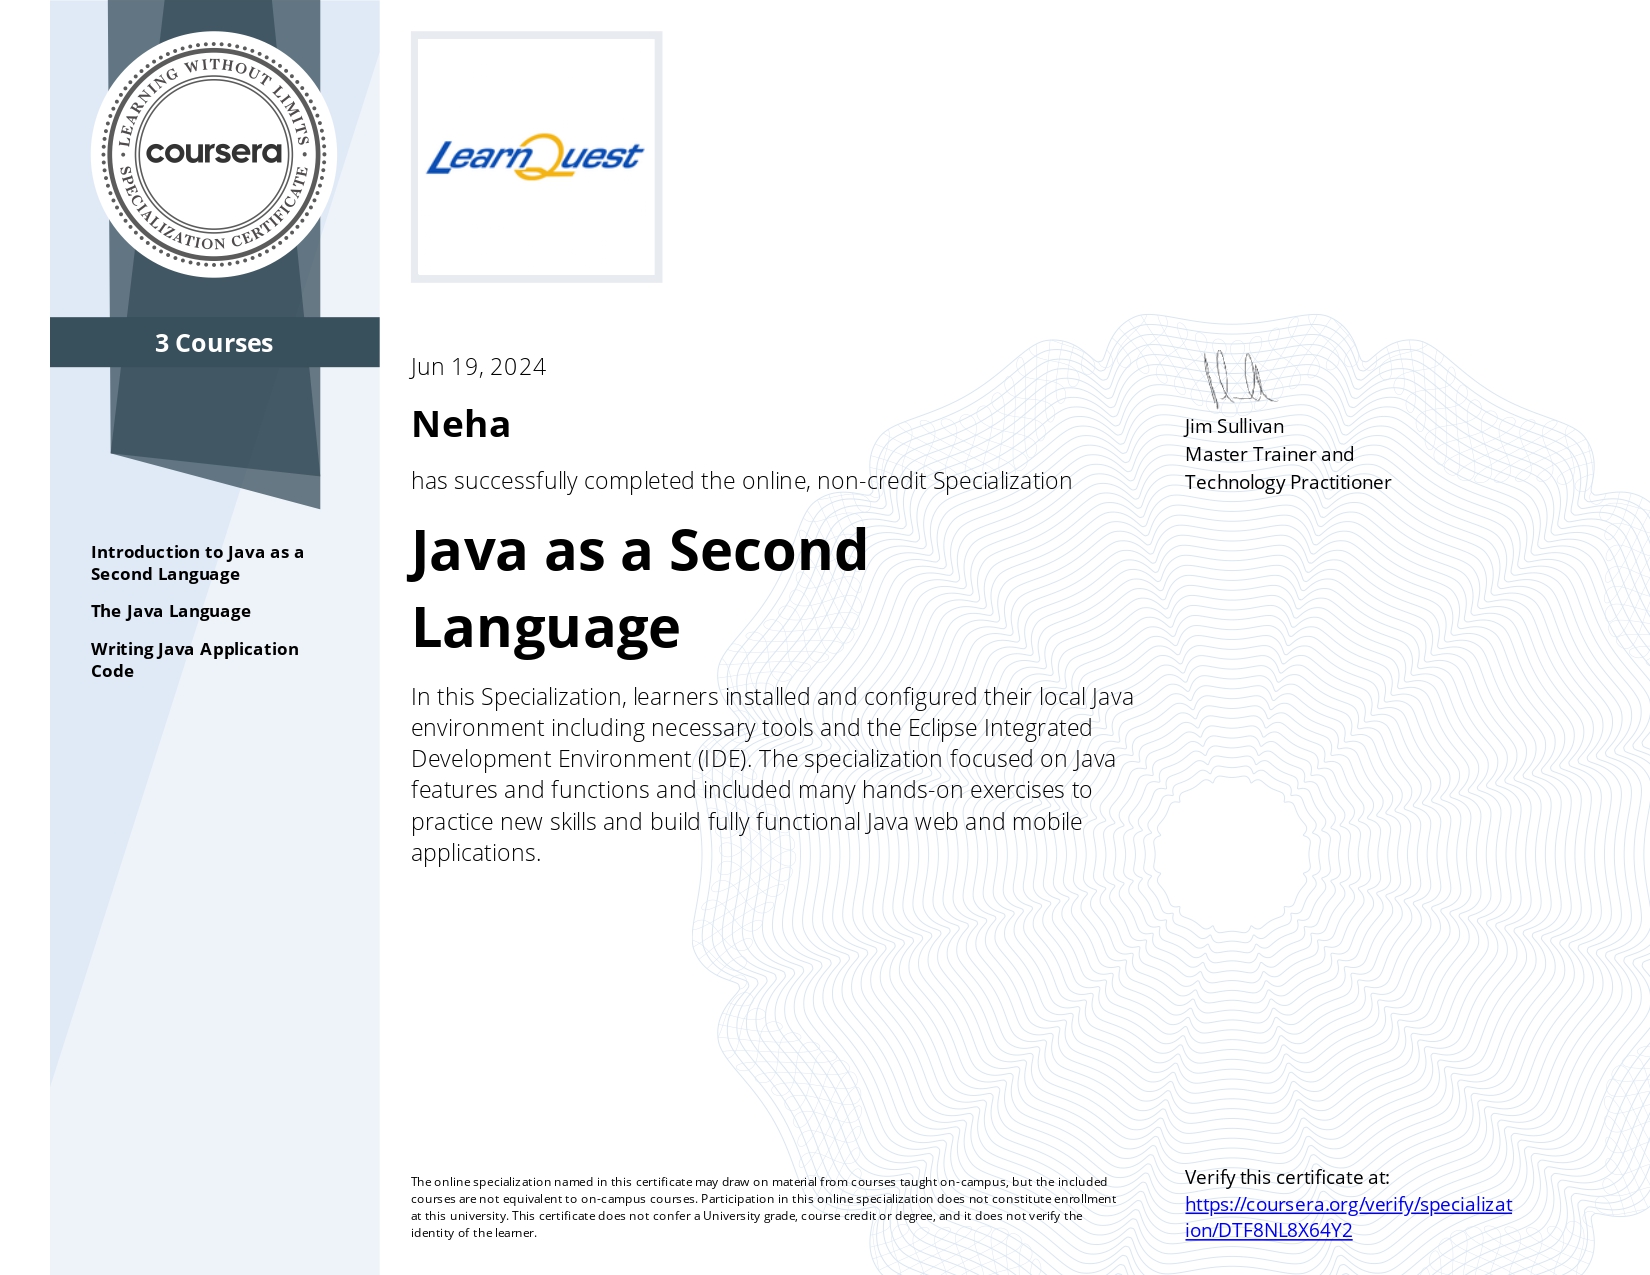 LEARNING WITHOUT LIMITS
coursera
SPECIALIZATION CERTIFICATE
LearnQuest
3 Courses
Jun 19, 2024
Neha
has successfully completed the online, non-credit Specialization
Java as a Second
Language
In this Specialization, learners installed and configured their local Java
environment including necessary tools and the Eclipse Integrated
Development Environment (IDE). The specialization focused on Java
features and functions and included many hands-on exercises to
practice new skills and build fully functional Java web and mobile
applications.
Jim Sullivan
Master Trainer and
Technology Practitioner
Introduction to Java as a
Second Language
The Java Language
Writing Java Application
Code
The online specialization named in this certificate may draw on material from courses taught on-campus, but the included
courses are not equivalent to on-campus courses. Participation in this online specialization does not constitute enrollment
at this university. This certificate does not confer a University grade, course credit or degree, and it does not verify the
identity of the learner.
Verify this certificate at:
https://coursera.org/verify/specializat
ion/DTF8NL8X64Y2